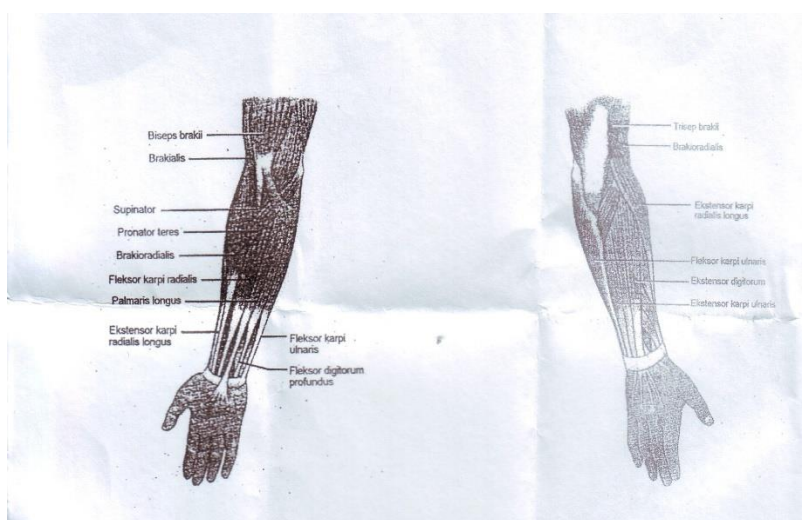 Biseps brakii
Brakialis
Supinator
Pronator teres
Brakioradialis
Fleksor karpi radialis
Palmaris longus
Ekstensor karpi
radialis longus
Fleksor karpi
ulnaris
Fleksor digitorum
profundus
Trisep brakii
Brakioradialis
Ekstensor karpi
radialis longus
Fleksor karpi ulnaris
Ekstensor digitorum
Ekstensor karpi ulnaris